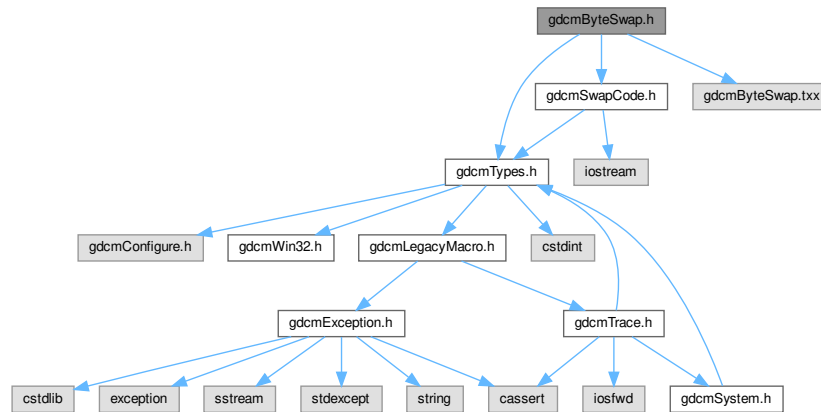 gdcmByteSwap.h
gdcmSwapCode.h
gdcmByteSwap.txx
gdcmTypes.h
iostream
gdcmConfigure.h
gdcmWin32.h
gdcmLegacyMacro.h
cstdint
gdcmException.h
gdcmTrace.h
cstdlib
exception
sstream
stdexcept
string
cassert
iosfwd
gdcmSystem.h